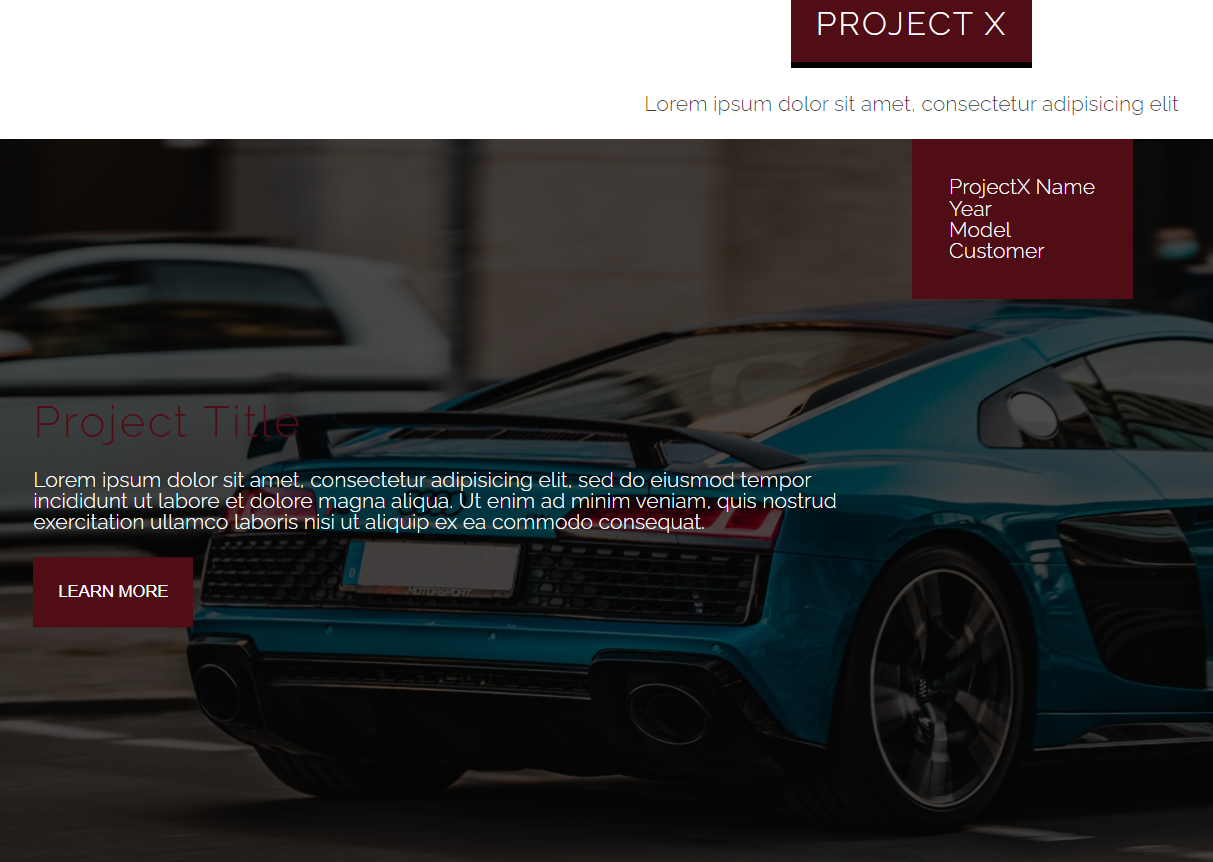 PROJECT X
Lorem ipsum dolor sit amet, consectetur adipisicing elit
ProjectX Name
Year
Model
Customer
Project Title
Lorem ipsum dolor sit amet, consectetur adipisicing elit, sed do eiusmod tempor
incididunt ut labore et dolore magna aliqua. Ut enim ad minim veniam, quis nostrud
exercitation ullamco laboris nisi ut aliquip ex ea commodo consequat.
LEARN MORE
D
MOTORSPORT